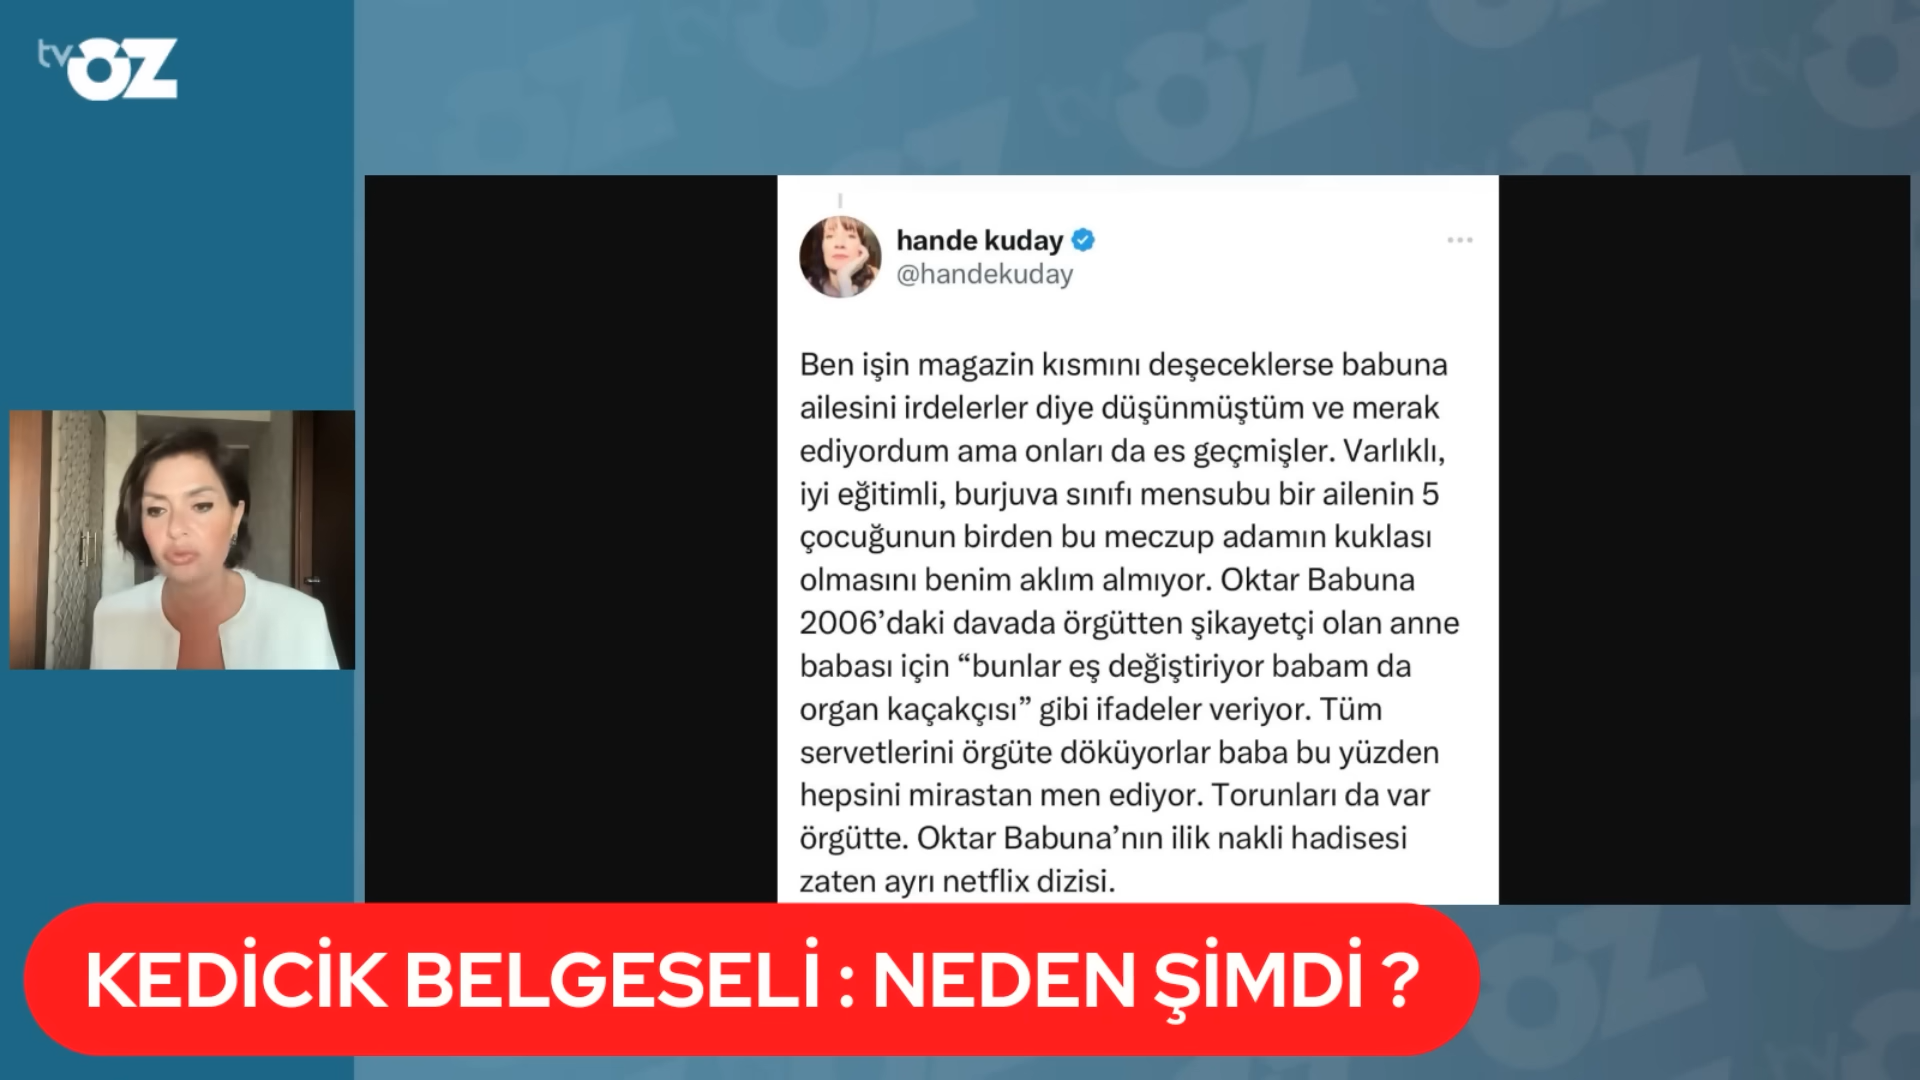 tv ÖZ
hande kuday
@handekuday
Ben işin magazin kısmını deşeceklerse babuna
ailesini irdelerler diye düşünmüştüm ve merak
ediyordum ama onları da es geçmişler. Varlıklı,
iyi eğitimli, burjuva sınıfı mensubu bir ailenin 5
çocuğunun birden bu meczup adamın kuklası
olmasını benim aklım almıyor. Oktar Babuna
2006’daki davada örgütten şikayetçi olan anne
babası için “bunlar eş değiştiriyor babam da
organ kaçakçısı” gibi ifadeler veriyor. Tüm
servetlerini örgüte döküyorlar baba bu yüzden
hepsini mirastan men ediyor. Torunları da var
örgütte. Oktar Babuna’nın ilik nakli hadisesi
zaten ayrı netflix dizisi.
KEDİCİK BELGESELİ : NEDEN ŞİMDİ ?